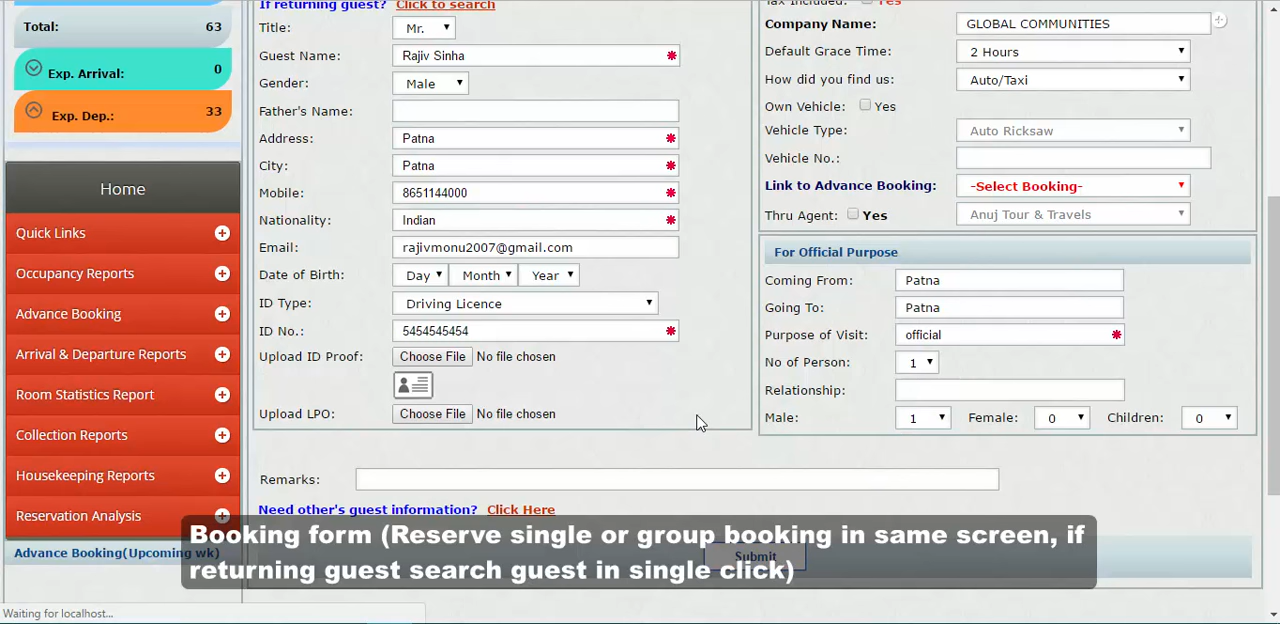 Total: 63
Exp. Arrival: 0
Exp. Dep.: 33
Home
Quick Links
Occupancy Reports
Advance Booking
Arrival & Departure Reports
Room Statistics Report
Collection Reports
Housekeeping Reports
Reservation Analysis
Advance Booking(Upcoming wk)
If returning guest? Click to search
Title: Mr.
Guest Name: Rajiv Sinha
Gender: Male
Father's Name:
Address: Patna
City: Patna
Mobile: 8651144000
Nationality: Indian
Email: rajivmonu2007@gmail.com
Date of Birth: Day Month Year
ID Type: Driving Licence
ID No.: 5454545454
Upload ID Proof: Choose File No file chosen
Upload LPO: Choose File No file chosen
Tax Included: Yes
Company Name: GLOBAL COMMUNITIES
Default Grace Time: 2 Hours
How did you find us: Auto/Taxi
Own Vehicle: Yes
Vehicle Type: Auto Ricksaw
Vehicle No.:
Link to Advance Booking: -Select Booking-
Thru Agent: Yes Anuj Tour & Travels
For Official Purpose
Coming From: Patna
Going To: Patna
Purpose of Visit: official
No of Person: 1
Relationship:
Male: 1 Female: 0 Children: 0
Remarks:
Need other's guest information? Click Here
Submit
Booking form (Reserve single or group booking in same screen, if
returning guest search guest in single click)
Waiting for localhost...